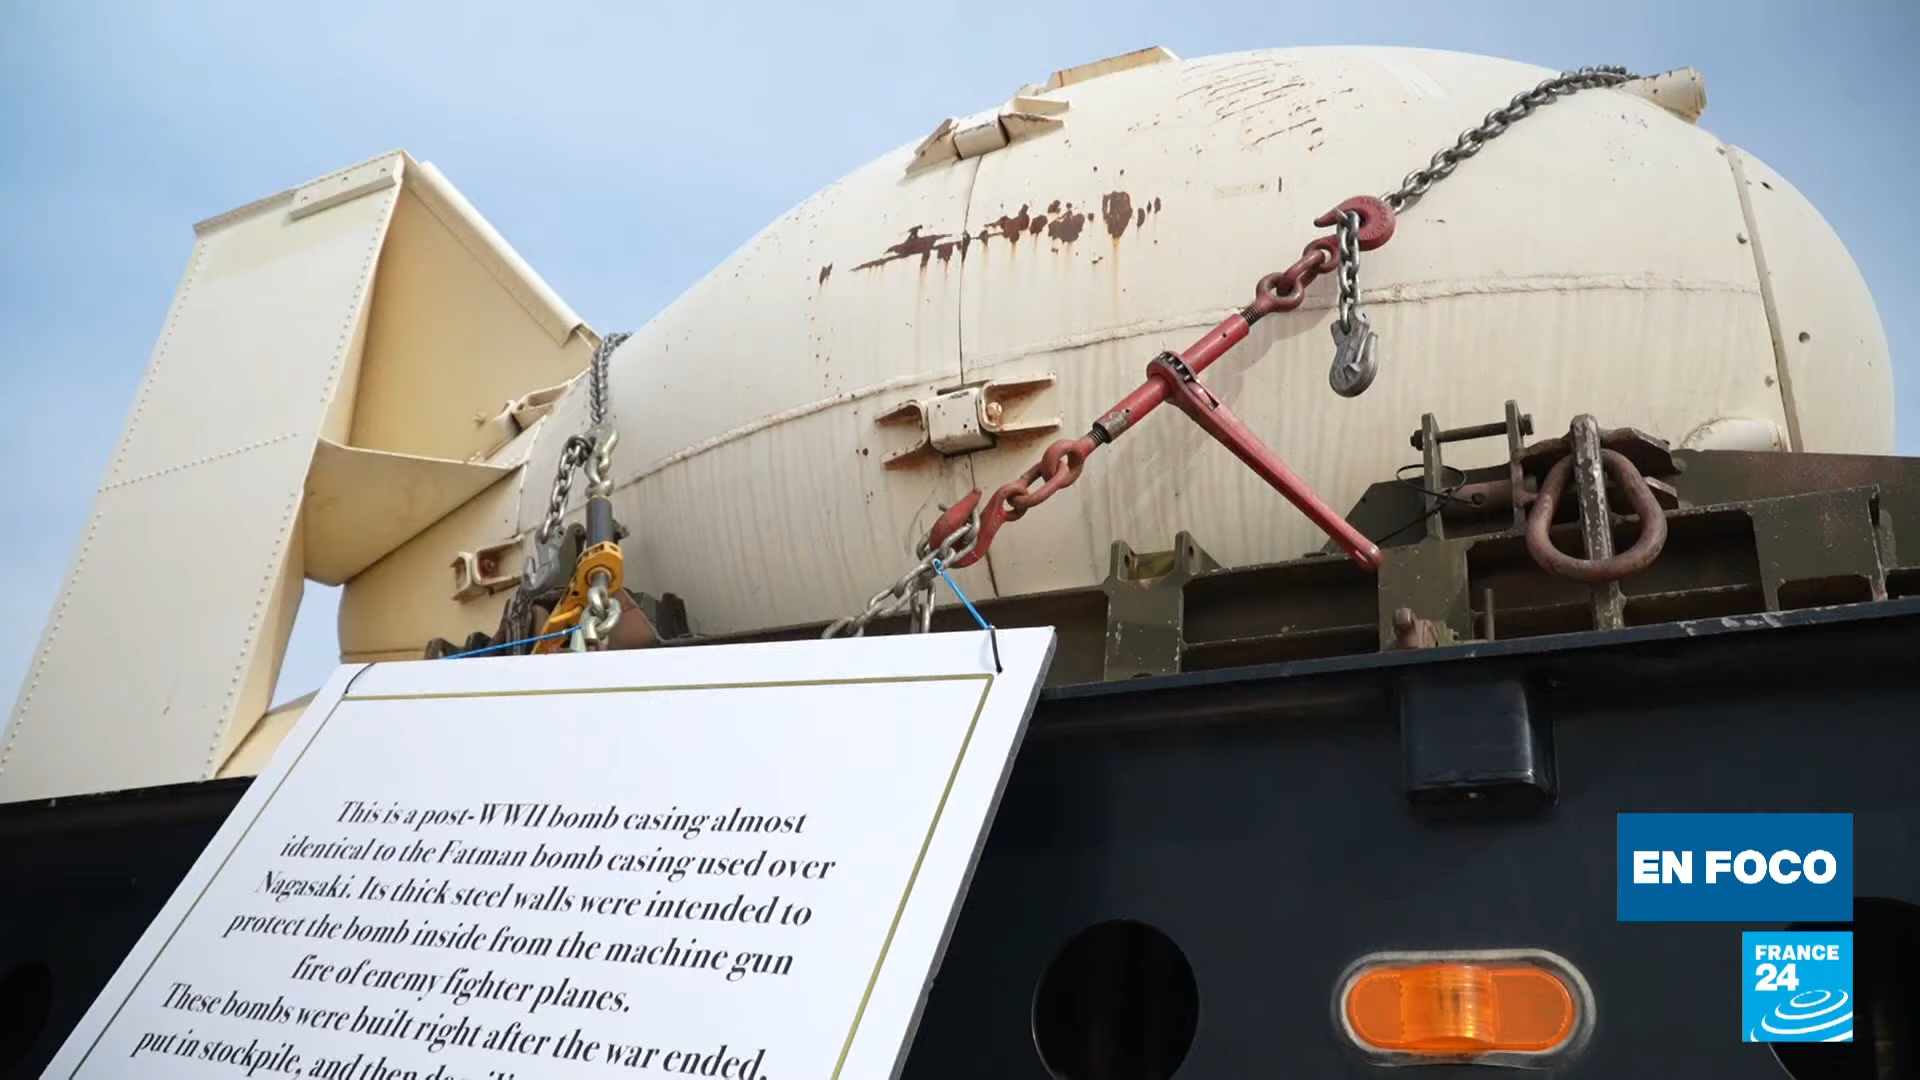 This is a post-WWII bomb casing almost
identical to the Fatman bomb casing used over
Nagasaki. Its thick steel walls were intended to
protect the bomb inside from the machine gun
fire of enemy fighter planes.
These bombs were built right after the war ended,
put in stockpile, and then
EN FOCO
FRANCE
24